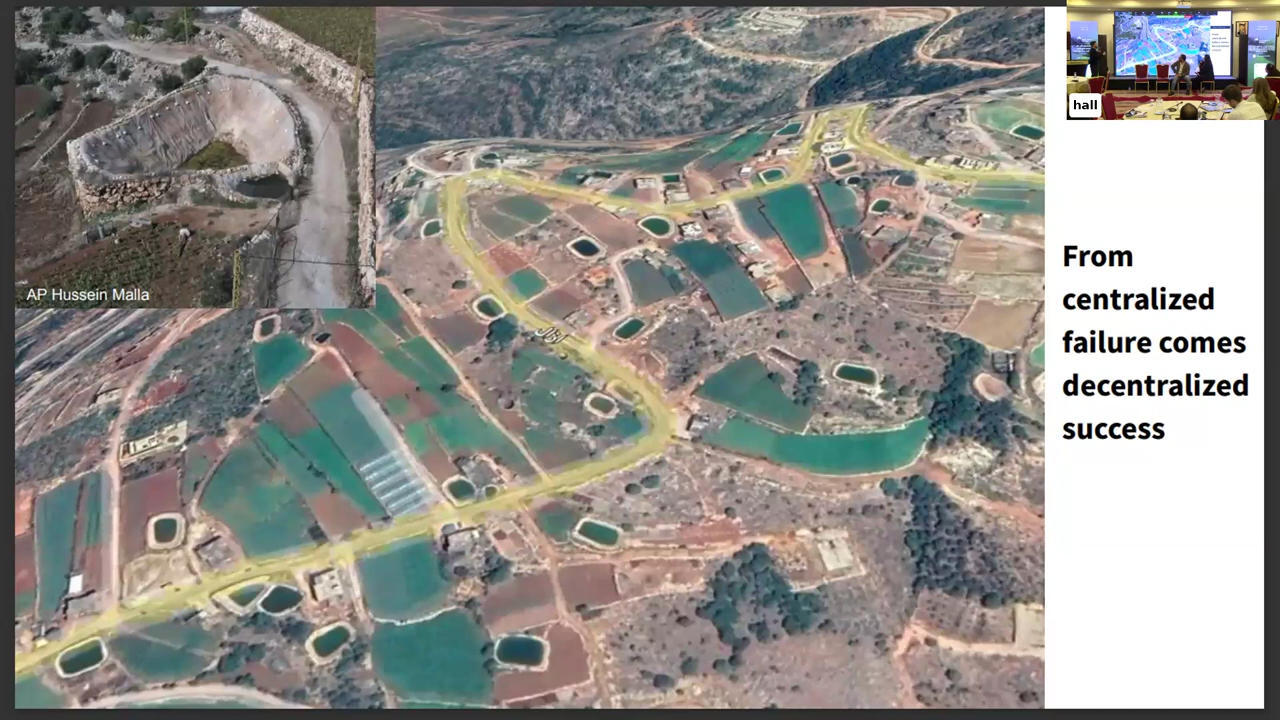 AP Hussein Malla
hall
From
centralized
failure comes
decentralized
success